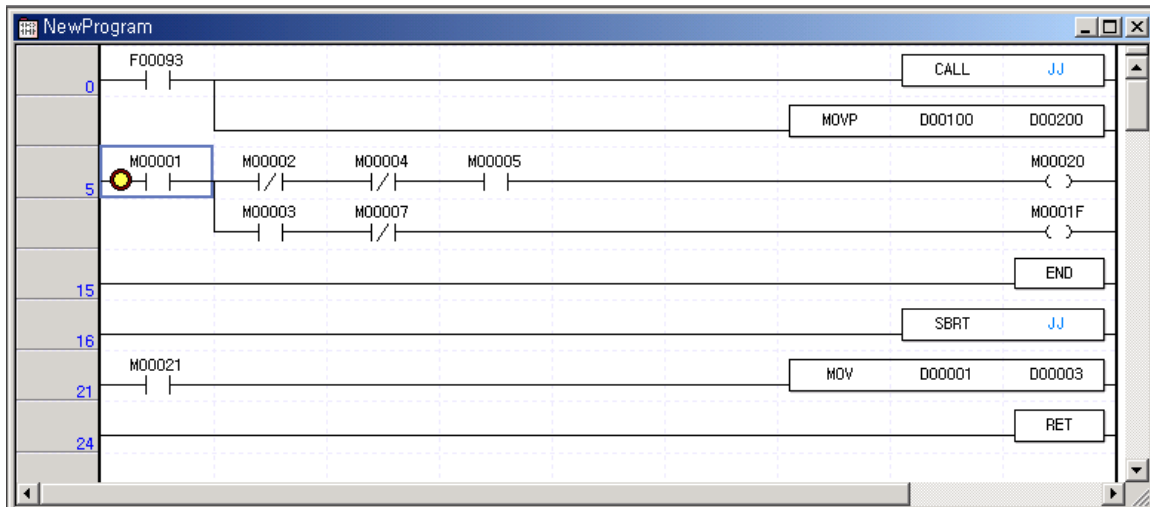 NewProgram
F00093
CALL JJ
0
MOVP D00100 D00200
M00001 M00002 M00004 M00005 M00020
5
M00003 M00007 M0001F
END
15
SBRT JJ
16
M00021
MOV D00001 D00003
21
RET
24